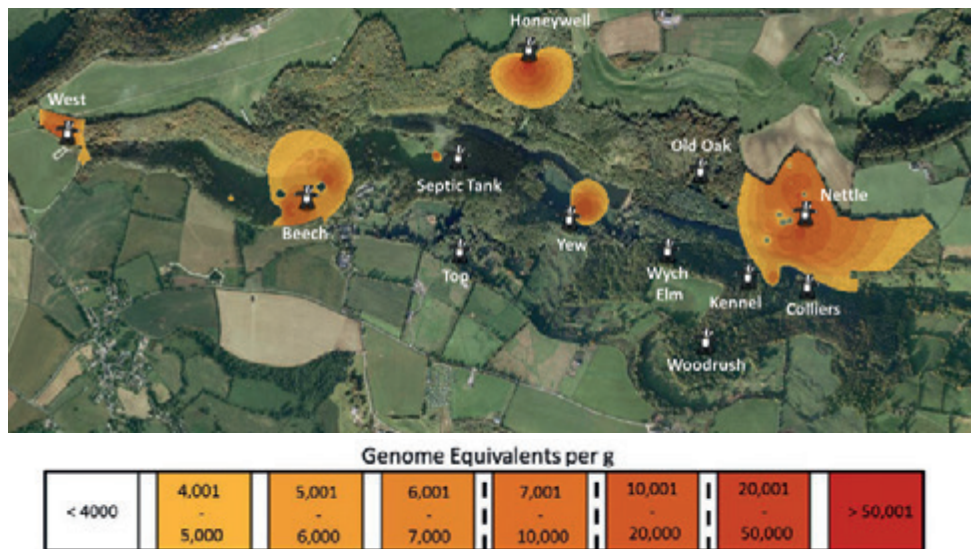 Honeywell
West
Old Oak
Septic Tank
Nettle
Beech
Yew
Top
Wych
Elm
Kennel
Colliers
Woodrush
Genome Equivalents per g
< 4000
4,001
-
5,000
5,001
-
6,000
6,001
-
7,000
7,001
-
10,000
10,001
-
20,000
20,001
-
50,000
> 50,001